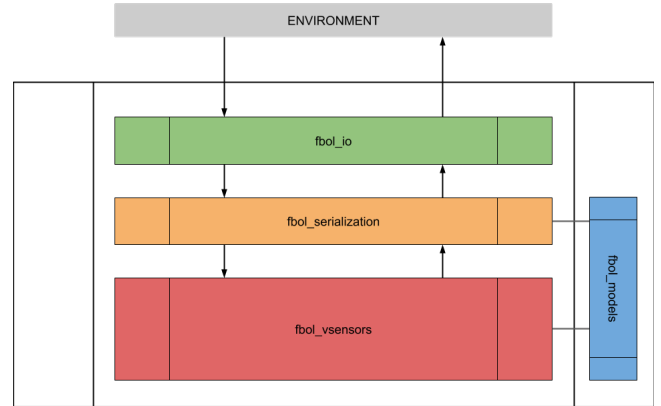 ENVIRONMENT
fbol_io
fbol_serialization
fbol_models
fbol_vsensors